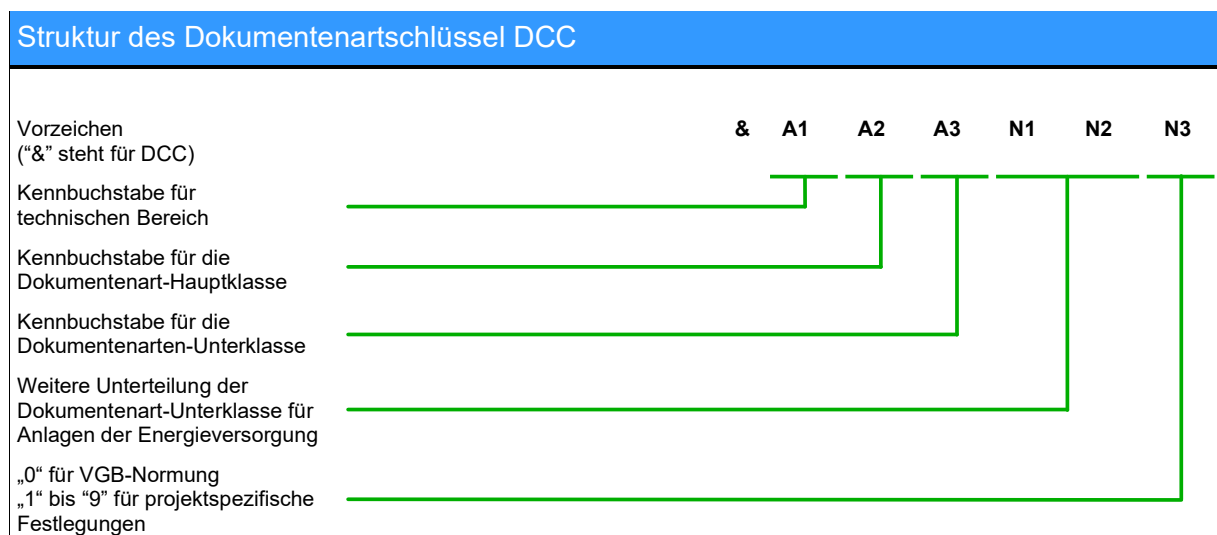 Struktur des Dokumentenartschlüssel DCC
Vorzeichen & A1 A2 A3 N1 N2 N3
(“&” steht für DCC)
Kennbuchstabe für
technischen Bereich
Kennbuchstabe für die
Dokumentenart-Hauptklasse
Kennbuchstabe für die
Dokumentenarten-Unterklasse
Weitere Unterteilung der
Dokumentenart-Unterklasse für
Anlagen der Energieversorgung
„0“ für VGB-Normung
„1“ bis “9” für projektspezifische
Festlegungen